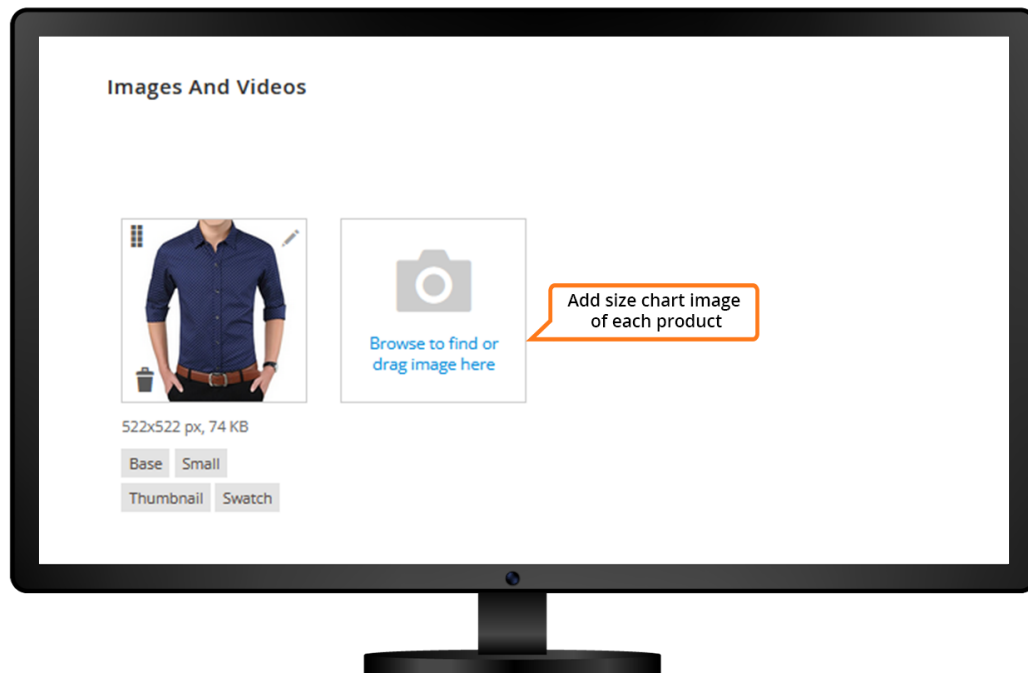 Images And Videos
Add size chart image
of each product
Browse to find or
drag image here
522x522 px, 74 KB
Base Small
Thumbnail Swatch